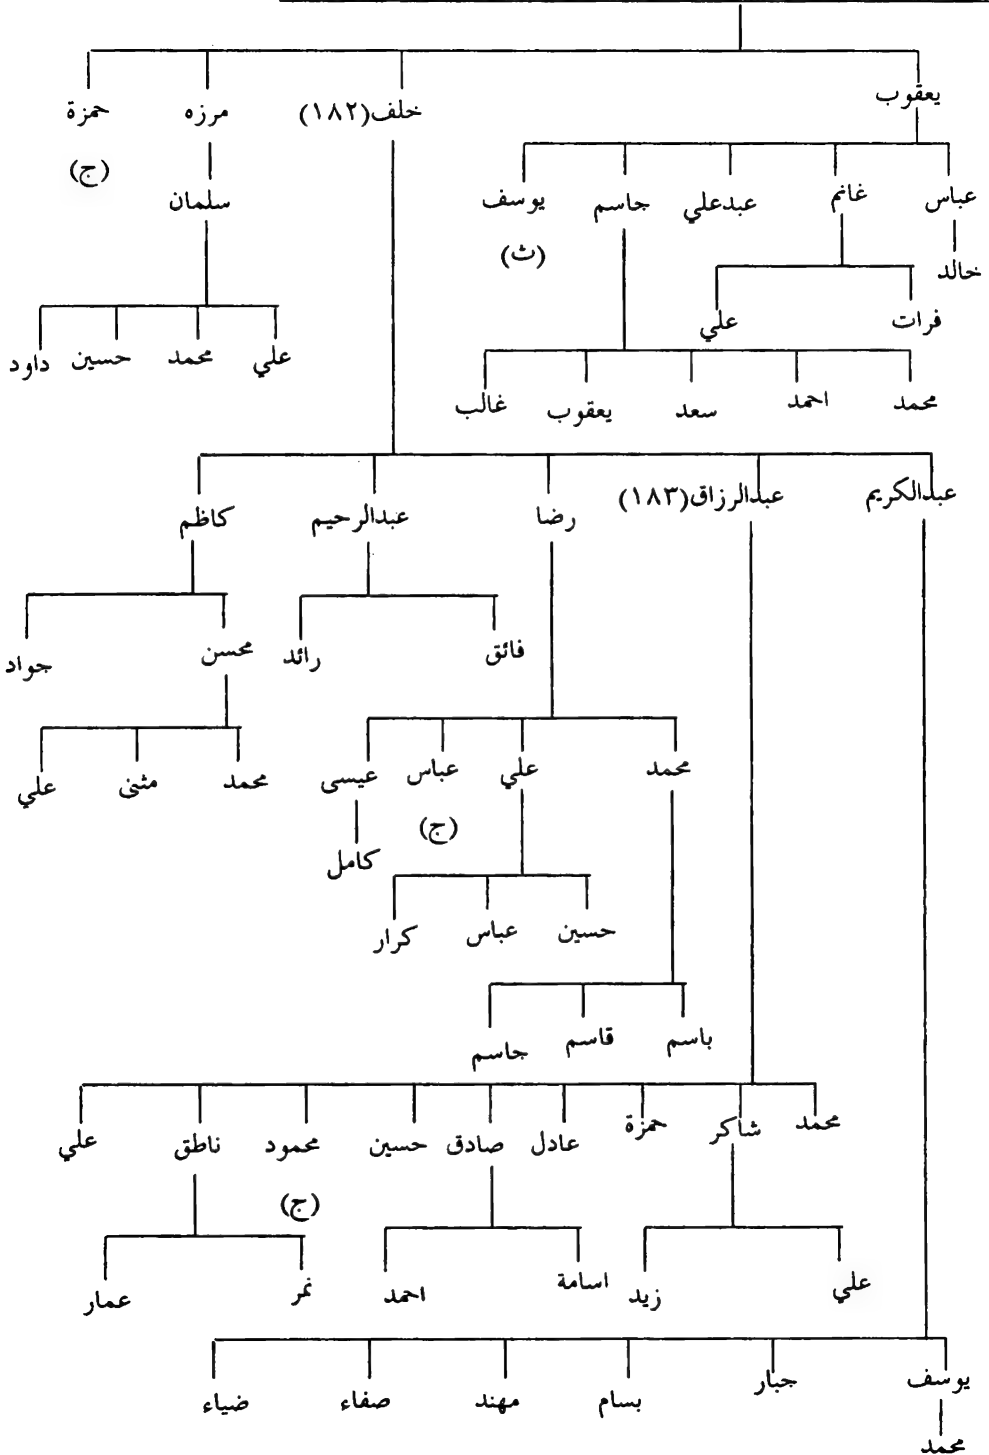 يعقوب خلف(١٨٢) مرزه حمزة
(ج)
عباس غانم عبدعلي جاسم يوسف سلمان
(ث)
خالد
فرات علي
علي محمد حسين داود
محمد احمد سعد يعقوب غالب
عبدالكريم عبدالرزاق(١٨٣) رضا عبدالرحيم كاظم
فائق رائد محسن جواد
محمد علي عباس عيسى محمد مثنى علي
(ج)
كامل
حسين عباس كرار
باسم قاسم جاسم
محمد شاكر حمزة عادل صادق حسين محمود ناطق علي
(ج)
علي زيد اسامة احمد نمر عمار
يوسف جبار بسام مهند صفاء ضياء
محمد